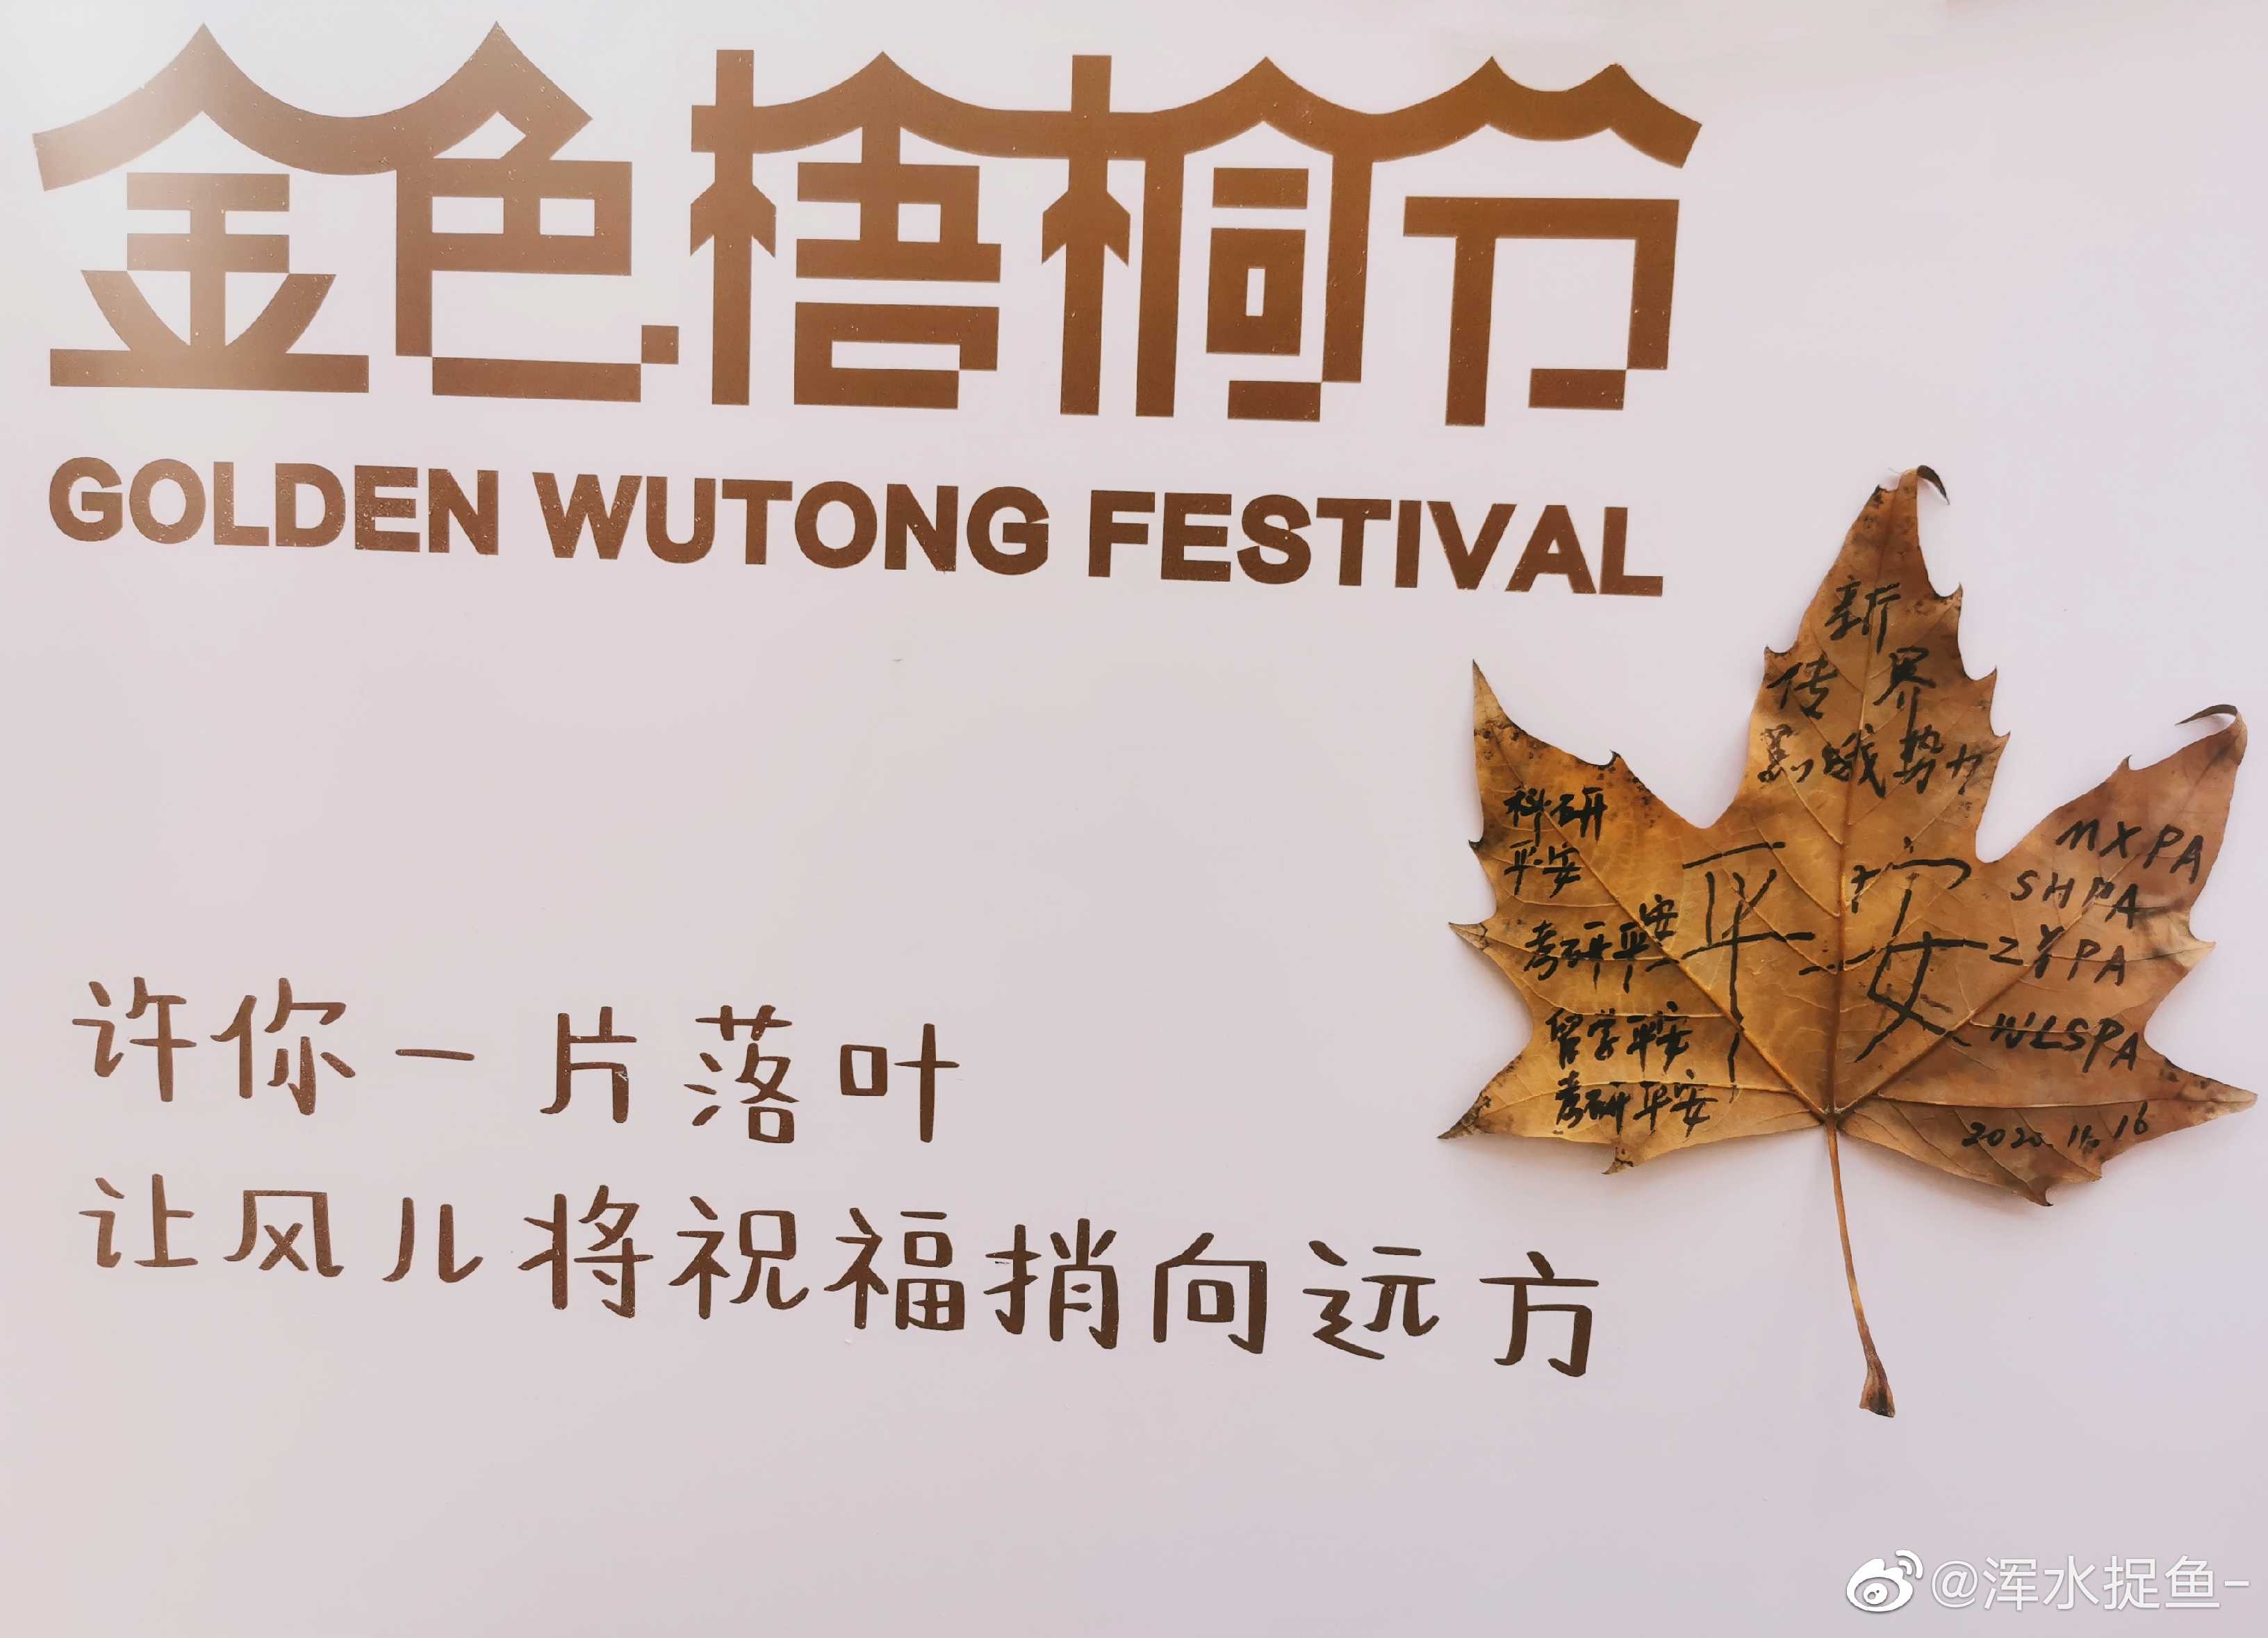 金色梧桐节
GOLDEN WUTONG FESTIVAL
许你一片落叶
让风儿将祝福捎向远方
新
传 界
恶 势力
科研
平安
考研平安
留学平安
考研平安
平安
MXPA
SHPA
ZYPA
WLSPA
2020.11.16
@浑水捉鱼-